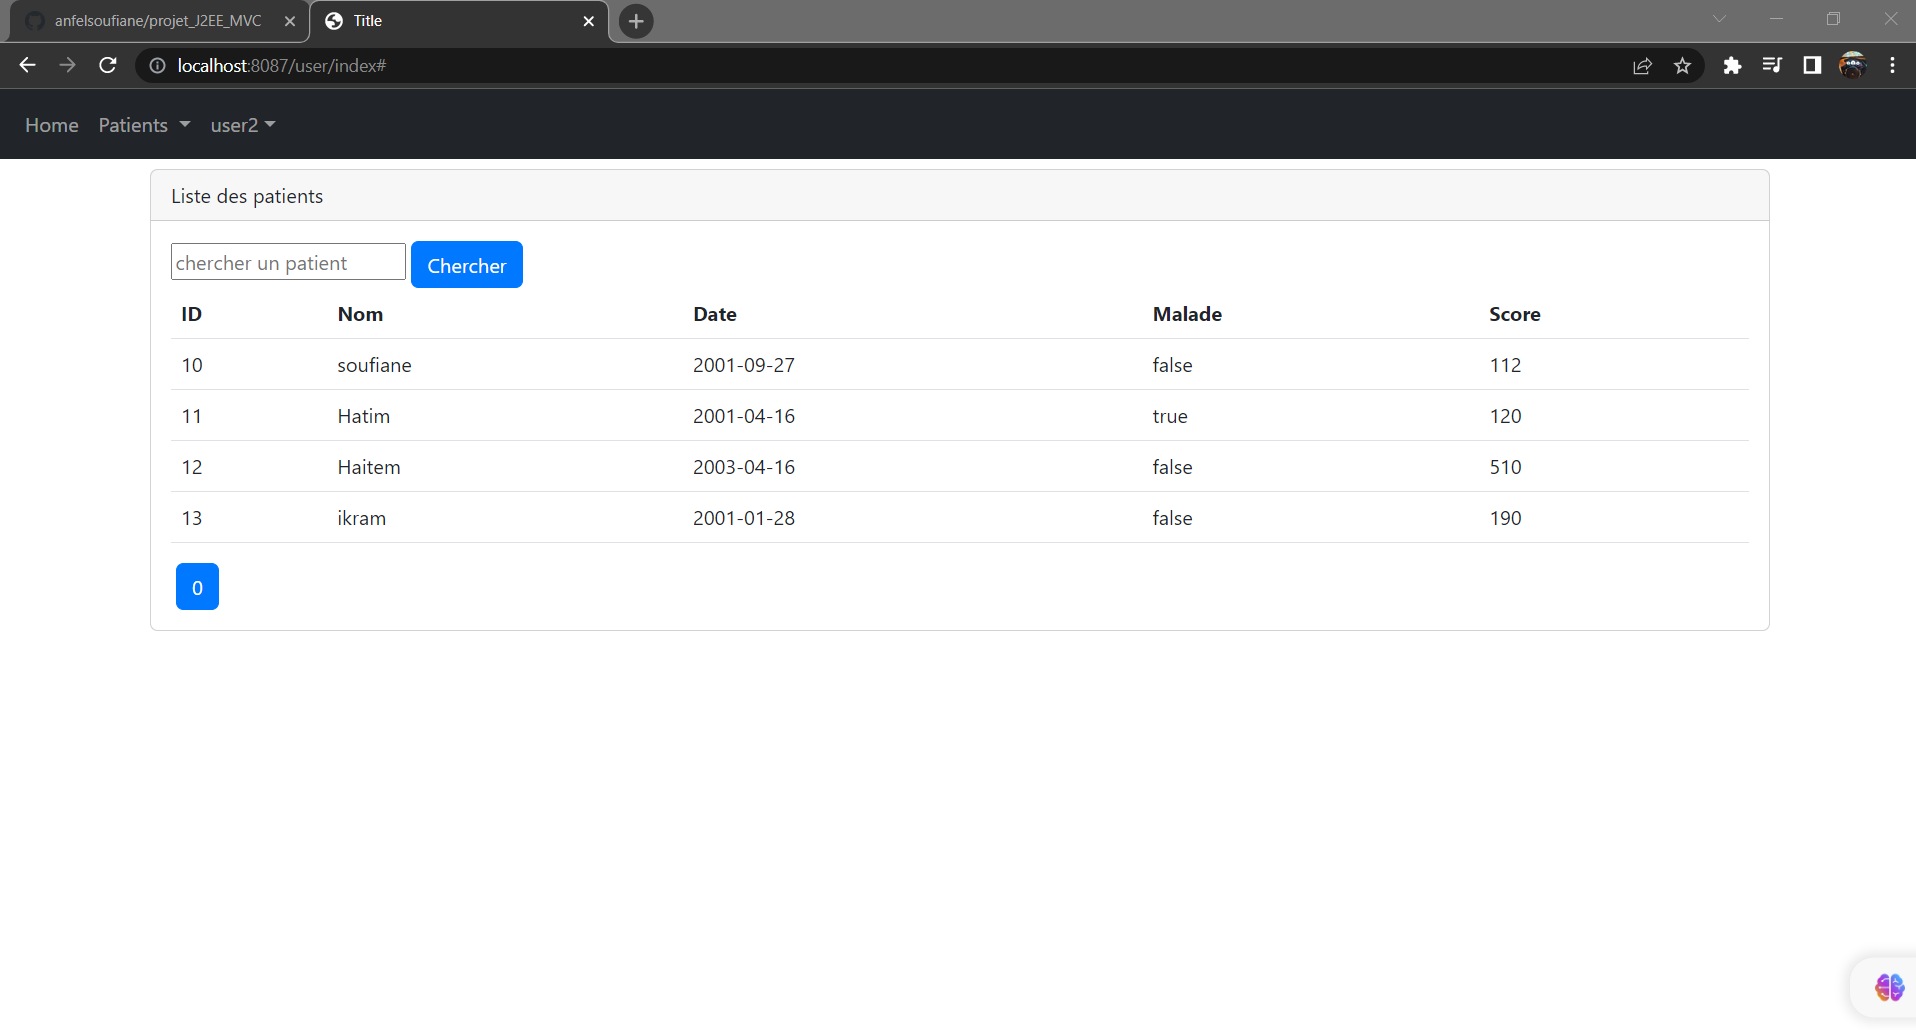 anfelsoufiane/projet_J2EE_MVC
Title
localhost:8087/user/index#
Home Patients user2
Liste des patients
chercher un patient Chercher
ID Nom Date Malade Score
10 soufiane 2001-09-27 false 112
11 Hatim 2001-04-16 true 120
12 Haitem 2003-04-16 false 510
13 ikram 2001-01-28 false 190
0